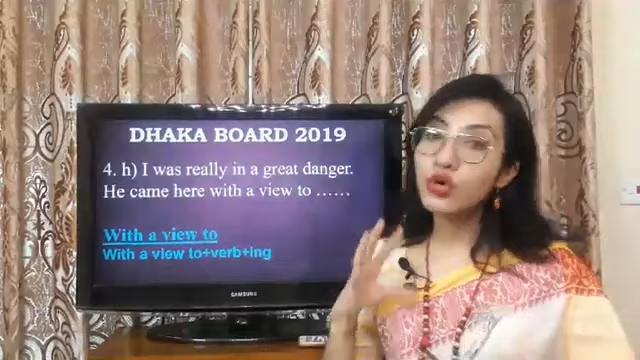 DHAKA BOARD 2019
4. h) I was really in a great danger.
He came here with a view to ......
With a view to
With a view to+verb+ing
SAMSUNG